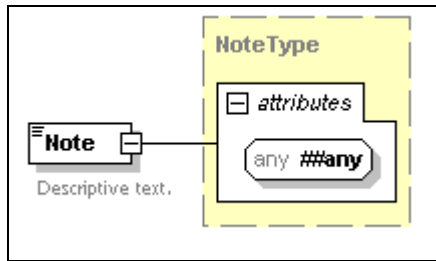 NoteType
attributes
Note
any ##any
Descriptive text.